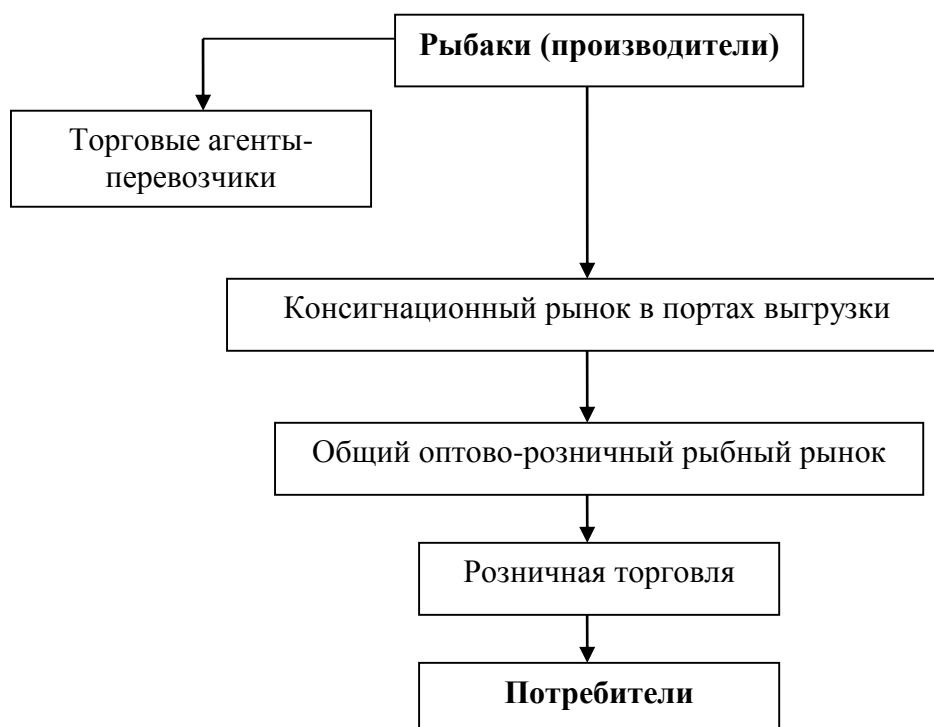 Рыбаки (производители)
Торговые агенты-
перевозчики
Консигнационный рынок в портах выгрузки
Общий оптово-розничный рыбный рынок
Розничная торговля
Потребители